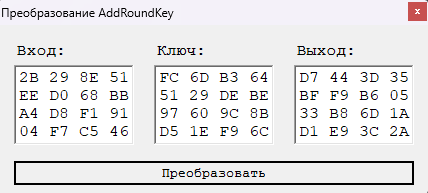 Преобразование AddRoundKey
x
Вход: Ключ: Выход:
2B 29 8E 51 FC 6D B3 64 D7 44 3D 35
EE D0 68 BB 51 29 DE BE BF F9 B6 05
A4 D8 F1 91 97 60 9C 8B 33 B8 6D 1A
04 F7 C5 46 D5 1E F9 6C D1 E9 3C 2A
Преобразовать